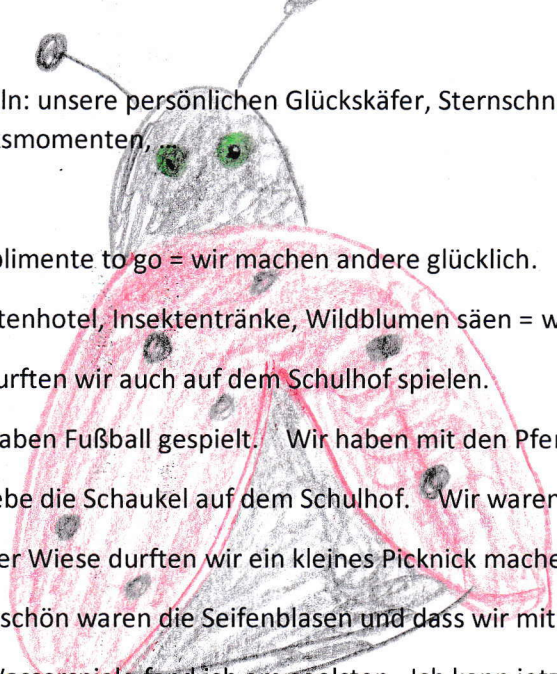 ln: unsere persönlichen Glückskäfer, Sternschn
smomenten, ...
limente to go = wir machen andere glücklich.
tenhotel, Insektentränke, Wildblumen säen = w
urften wir auch auf dem Schulhof spielen.
aben Fußball gespielt. Wir haben mit den Pfer
ebe die Schaukel auf dem Schulhof. Wir waren
er Wiese durften wir ein kleines Picknick mache
schön waren die Seifenblasen und dass wir mit